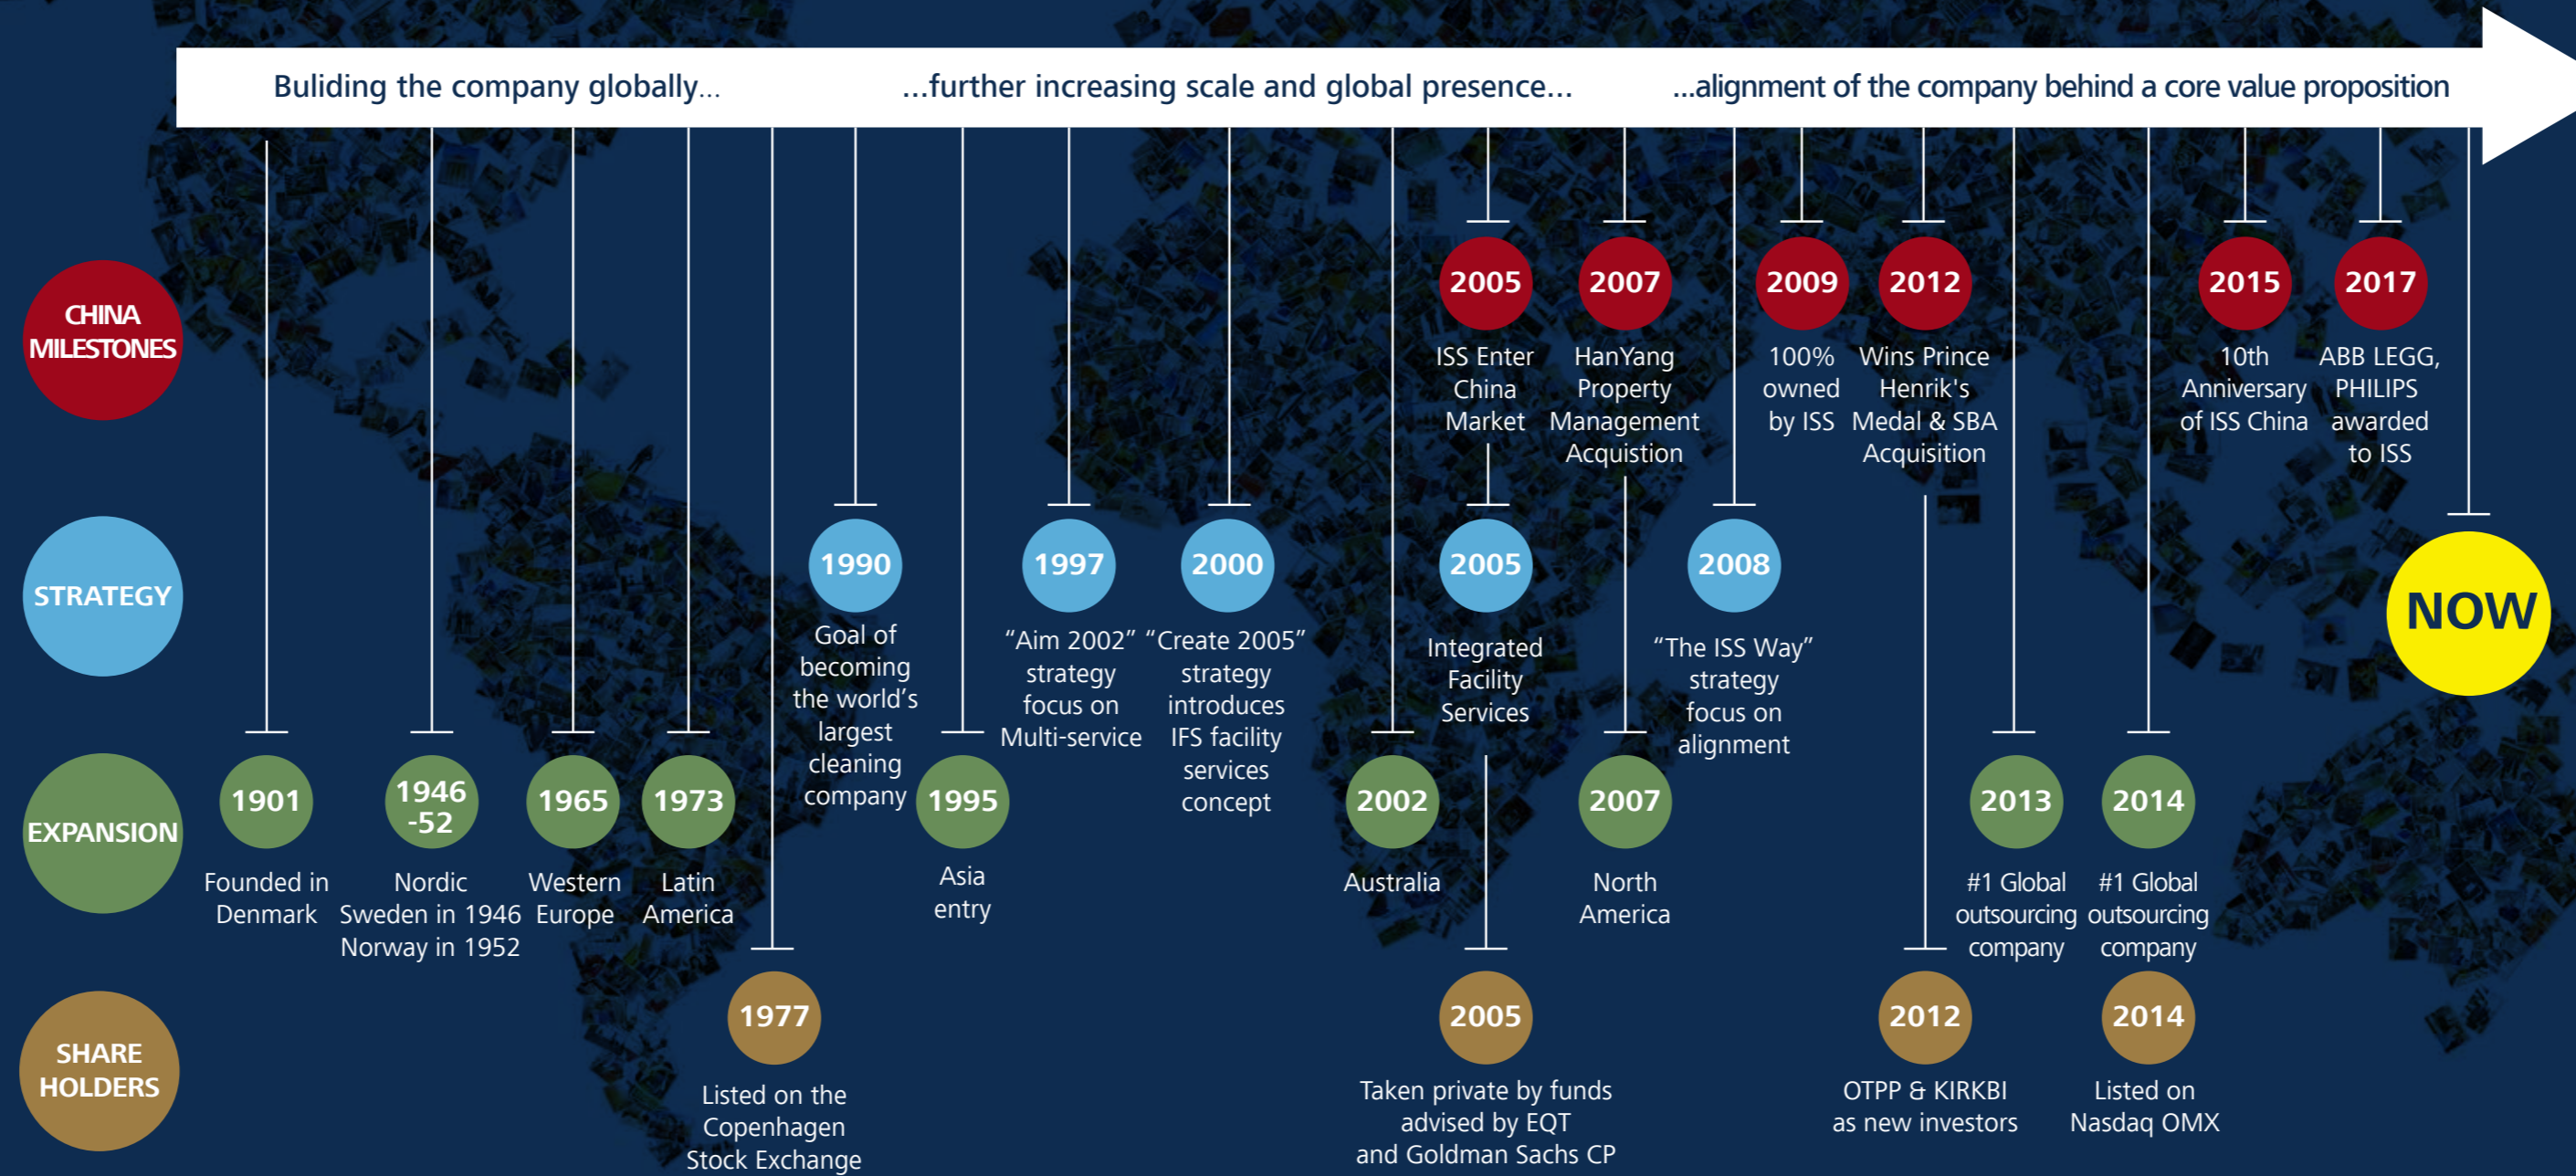 Buliding the company globally...
...further increasing scale and global presence...
...alignment of the company behind a core value proposition
CHINA
MILESTONES
2005
ISS Enter
China
Market
2007
HanYang
Property
Management
Acquistion
2009
100%
owned
by ISS
2012
Wins Prince
Henrik's
Medal & SBA
Acquisition
2015
10th
Anniversary
of ISS China
2017
ABB LEGG,
PHILIPS
awarded
to ISS
STRATEGY
1990
Goal of
becoming
the world’s
largest
cleaning
company
1997
“Aim 2002”
strategy
focus on
Multi-service
2000
“Create 2005”
strategy
introduces
IFS facility
services
concept
2005
Integrated
Facility
Services
2008
“The ISS Way”
strategy
focus on
alignment
NOW
EXPANSION
1901
Founded in
Denmark
1946
-52
Nordic
Sweden in 1946
Norway in 1952
1965
Western
Europe
1973
Latin
America
1995
Asia
entry
2002
Australia
2007
North
America
2013
#1 Global
outsourcing
company
2014
#1 Global
outsourcing
company
SHARE
HOLDERS
1977
Listed on the
Copenhagen
Stock Exchange
2005
Taken private by funds
advised by EQT
and Goldman Sachs CP
2012
OTPP & KIRKBI
as new investors
2014
Listed on
Nasdaq OMX